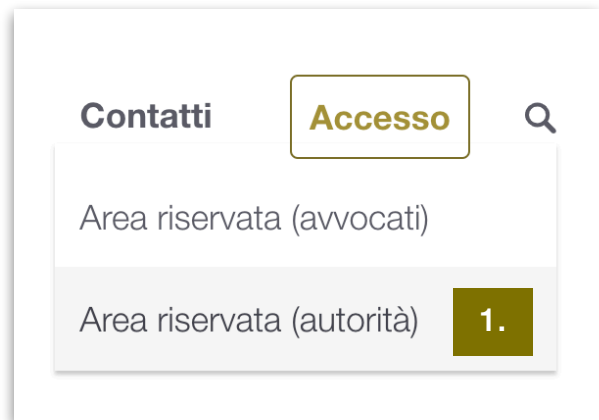 Contatti Accesso
Area riservata (avvocati)
Area riservata (autorità) 1.